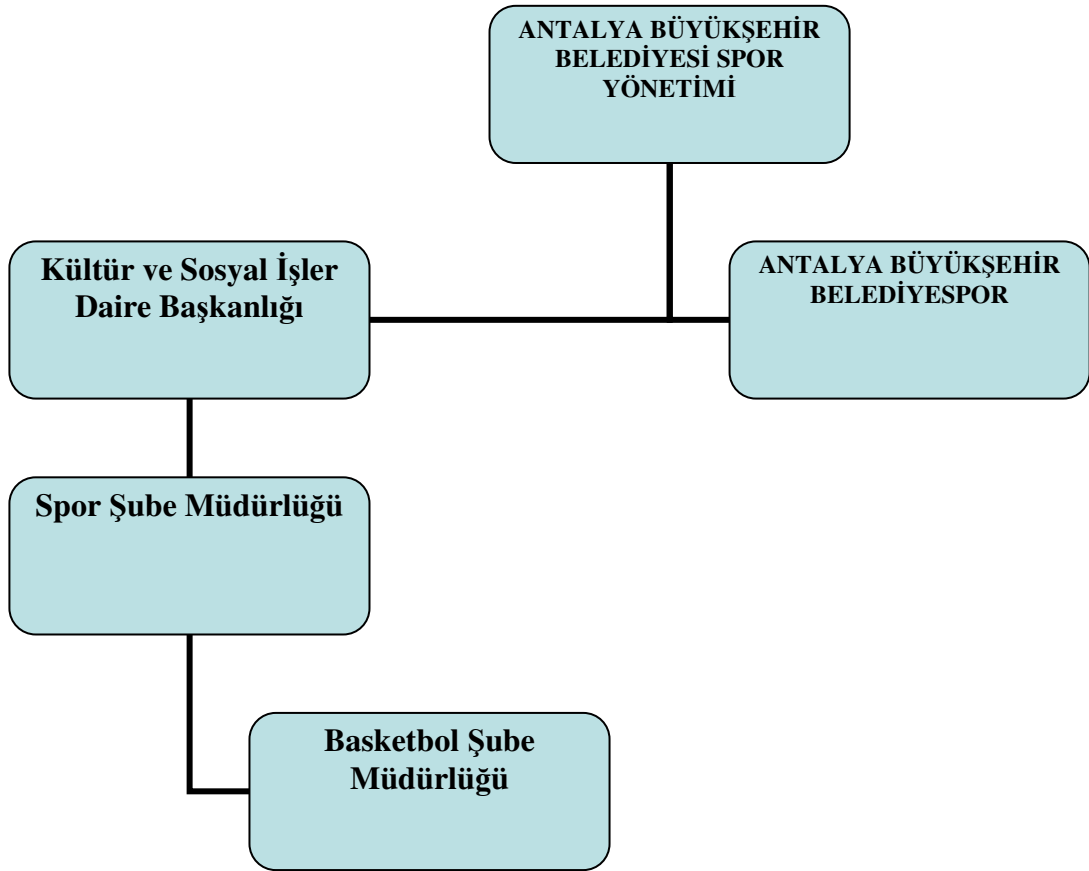 ANTALYA BÜYÜKŞEHİR
BELEDİYESİ SPOR
YÖNETİMİ
Kültür ve Sosyal İşler
Daire Başkanlığı
ANTALYA BÜYÜKŞEHİR
BELEDİYESPOR
Spor Şube Müdürlüğü
Basketbol Şube
Müdürlüğü